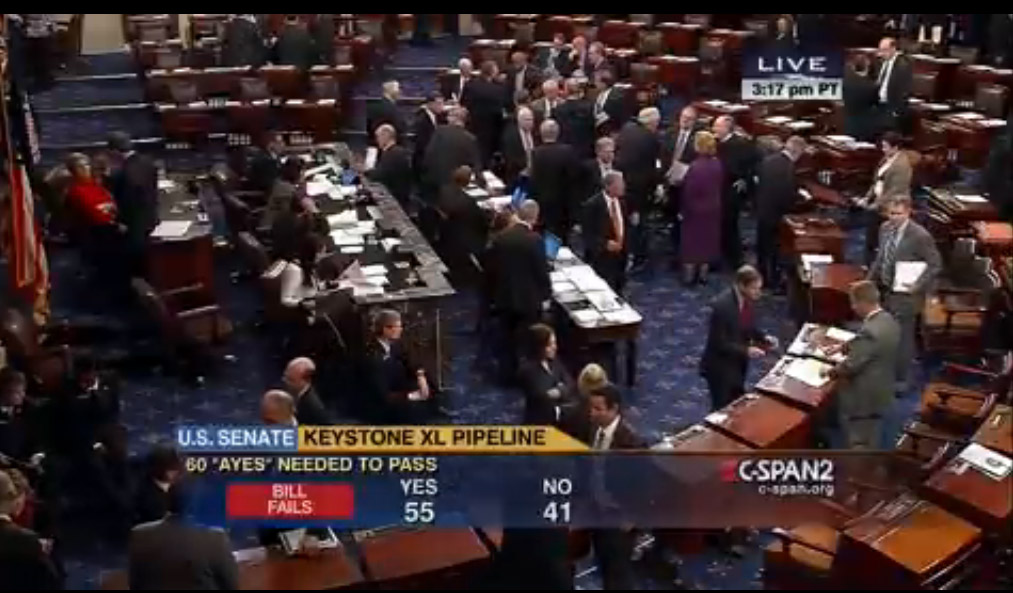 LIVE
3:17 pm PT
U.S. SENATE KEYSTONE XL PIPELINE
60 "AYES" NEEDED TO PASS
BILL FAILS
YES 55
NO 41
C-SPAN2
c-span.org